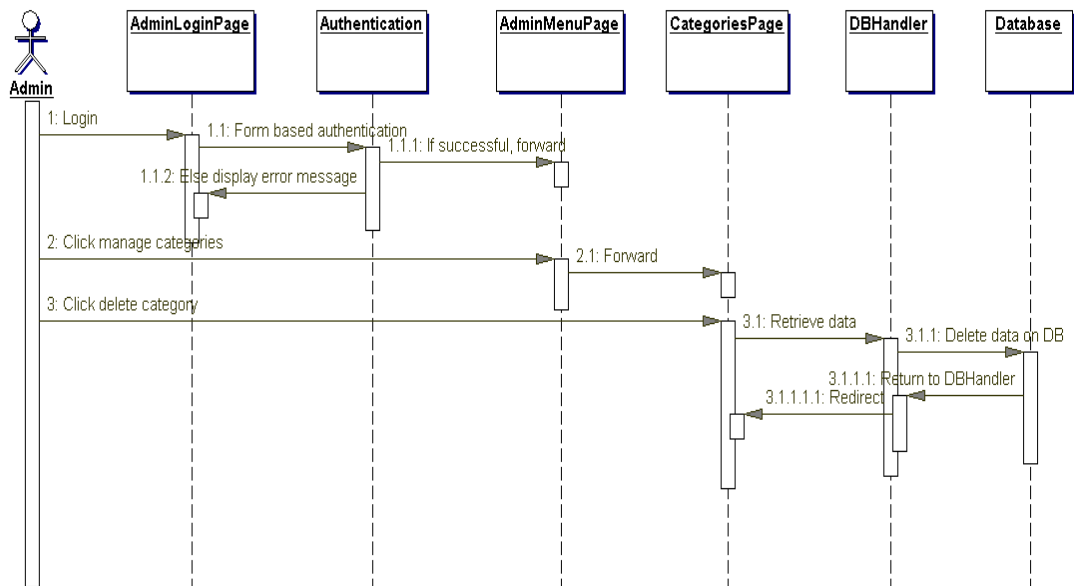 AdminLoginPage
Authentication
AdminMenuPage
CategoriesPage
DBHandler
Database
Admin
1: Login
1.1: Form based authentication
1.1.1: If successful, forward
1.1.2: Else display error message
2: Click manage categories
2.1: Forward
3: Click delete category
3.1: Retrieve data
3.1.1: Delete data on DB
3.1.1.1: Return to DBHandler
3.1.1.1.1: Redirect